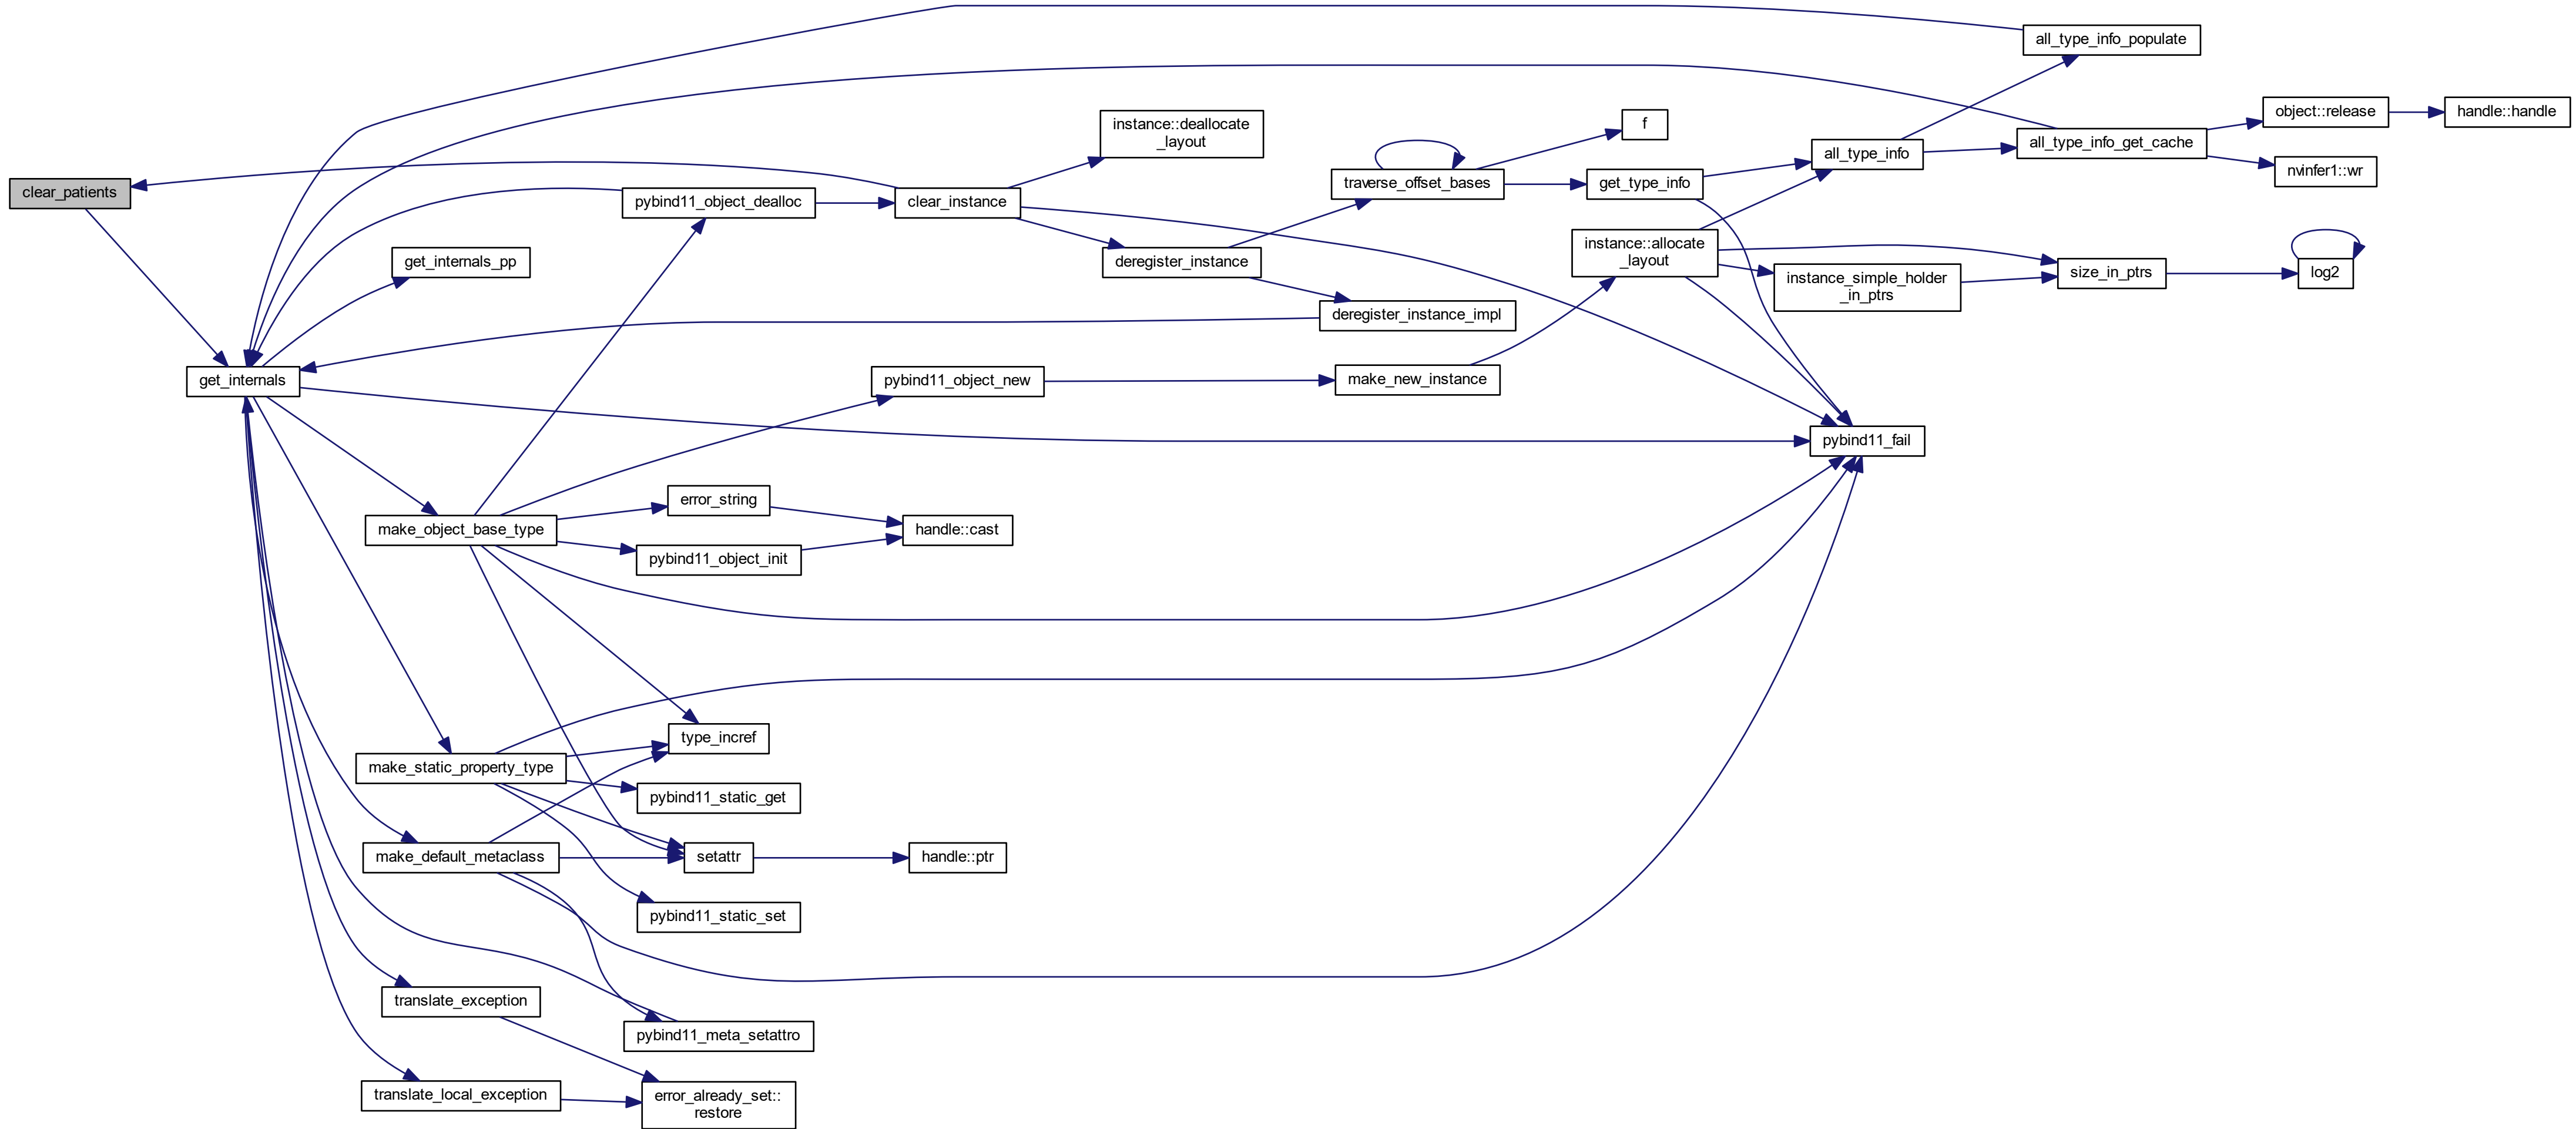 all_type_info_populate
object::release
handle::handle
instance::deallocate
_layout
f
all_type_info
all_type_info_get_cache
nvinfer1::wr
clear_patients
pybind11_object_dealloc
clear_instance
traverse_offset_bases
get_type_info
get_internals_pp
deregister_instance
instance::allocate
_layout
instance_simple_holder
_in_ptrs
size_in_ptrs
log2
deregister_instance_impl
get_internals
pybind11_object_new
make_new_instance
pybind11_fail
error_string
make_object_base_type
handle::cast
pybind11_object_init
type_incref
make_static_property_type
pybind11_static_get
make_default_metaclass
setattr
handle::ptr
pybind11_static_set
translate_exception
pybind11_meta_setattro
translate_local_exception
error_already_set::
restore